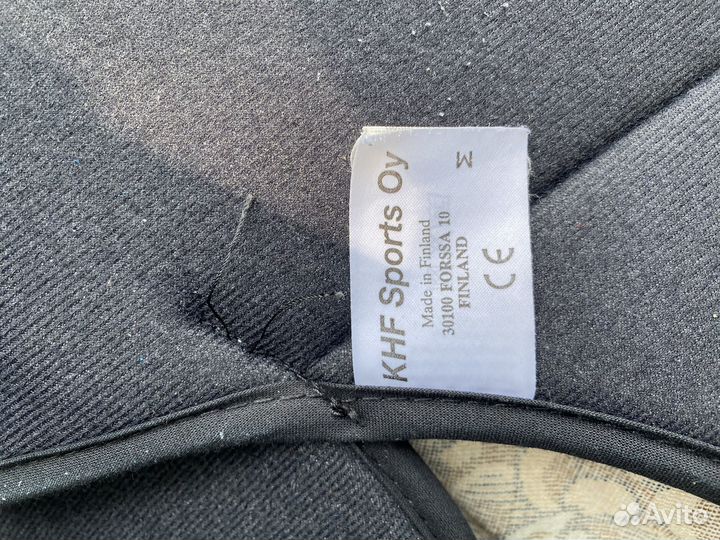 KHF Sports Oy
Made in Finland
30100 FORSSA 10
FINLAND
CE
M
Avito